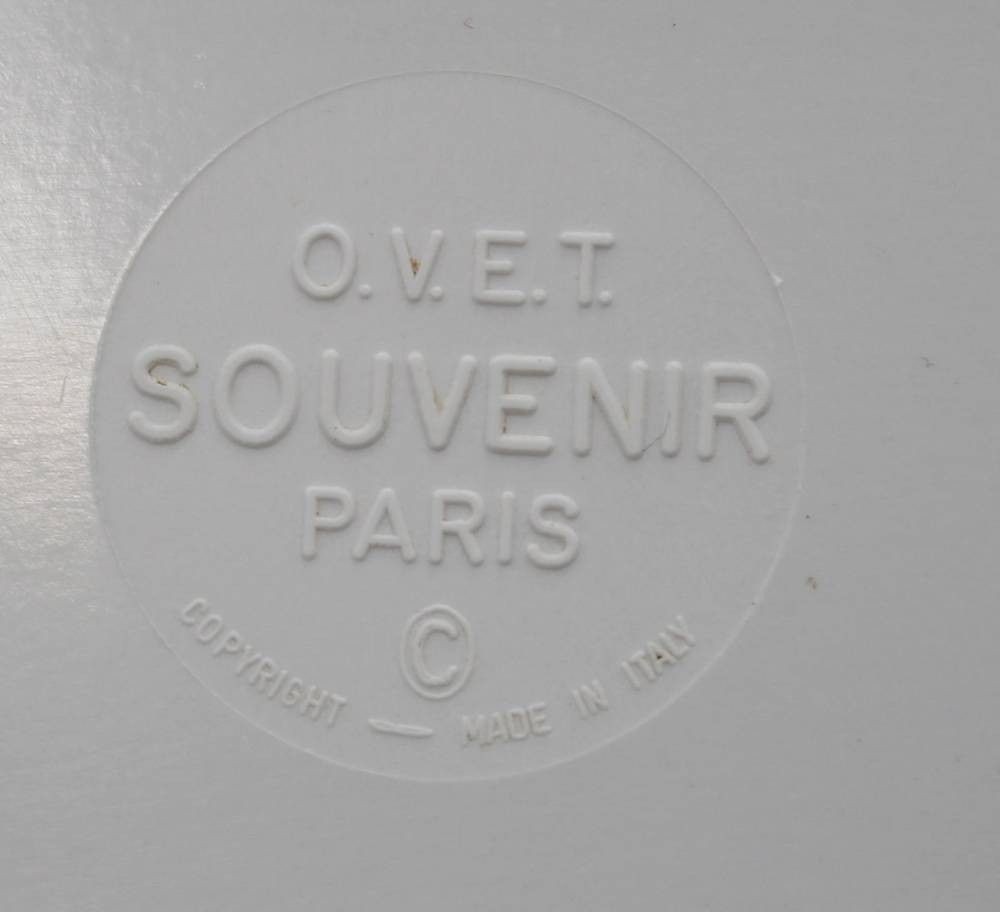 O.V.E.T.
SOUVENIR
PARIS
©
COPYRIGHT — MADE IN ITALY